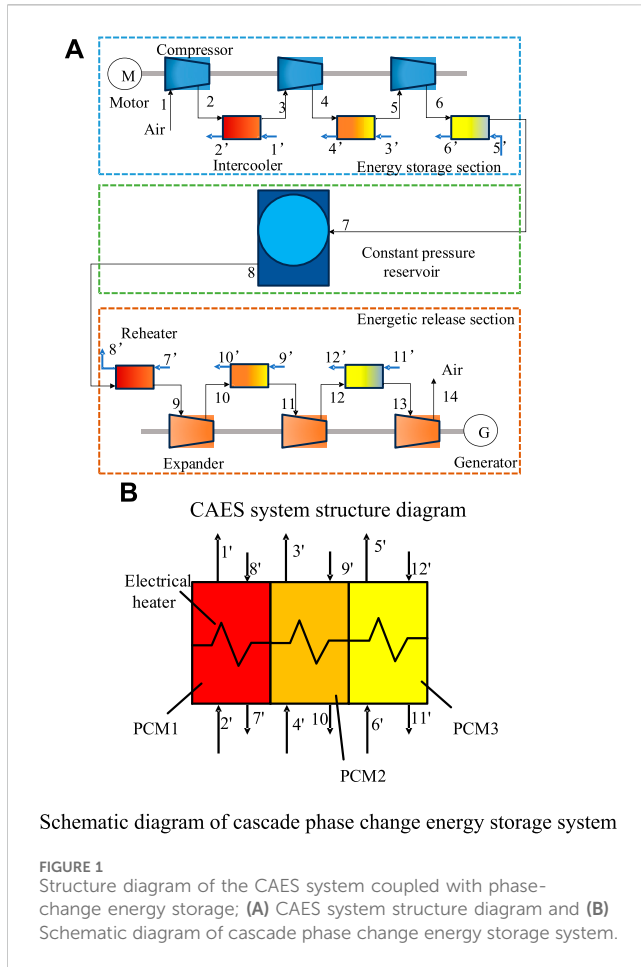 A
Compressor
M
Motor
1
2
3
4
5
6
Air
2’
1’
4’
3’
6’
5’
Intercooler
Energy storage section
7
Constant pressure
reservoir
8
Energetic release section
Reheater
8’
7’
10’
9’
12’
11’
Air
9
10
11
12
13
14
G
Expander
Generator
B
CAES system structure diagram
1'
8'
3'
9'
5'
12'
Electrical
heater
PCM1
2'
7'
4'
10
6'
11'
PCM3
PCM2
Schematic diagram of cascade phase change energy storage system
FIGURE 1
Structure diagram of the CAES system coupled with phase-
change energy storage; (A) CAES system structure diagram and (B)
Schematic diagram of cascade phase change energy storage system.